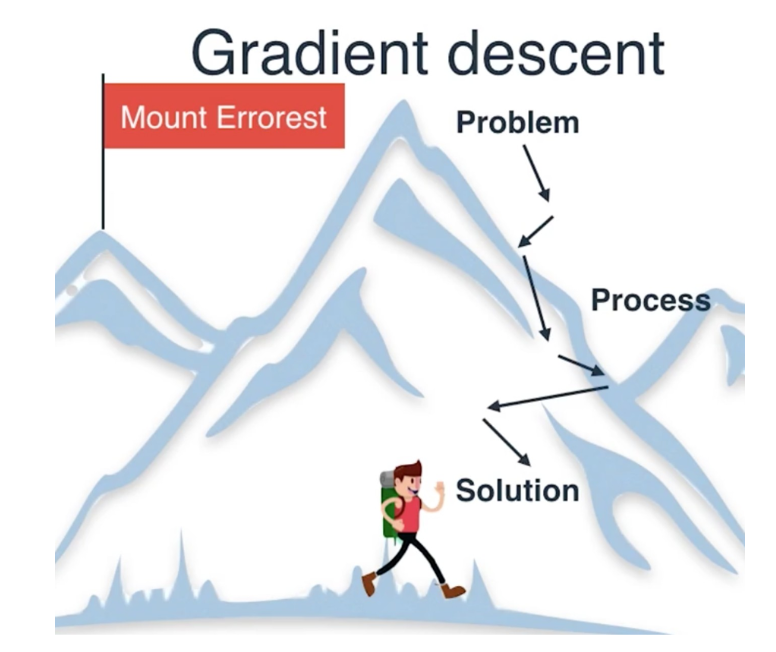 Gradient descent
Mount Errorest
Problem
Process
Solution